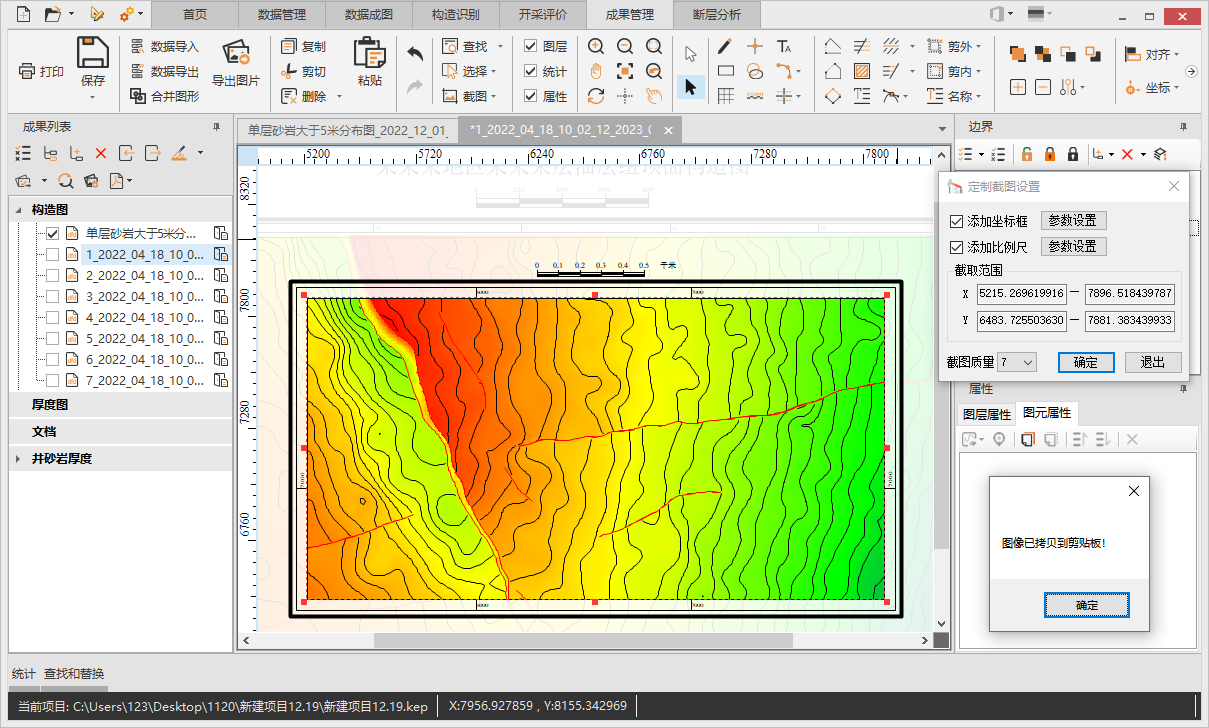 首页 数据管理 数据成图 构造识别 开采评价 成果管理 断层分析
打印 保存 数据导入 数据导出 合并图形 导出图片 复制 剪切 删除 粘贴 查找 选择 截图 图层 统计 属性 剪外 剪内 名称 对齐 坐标
成果列表
单层砂岩大于5米分布图_2022_12_01_ *1_2022_04_18_10_02_12_2023_0
边界
5200 5720 6240 6760 7280 7800
8320
7800
7280
6760
构造图
单层砂岩大于5米分...
1_2022_04_18_10_0...
2_2022_04_18_10_0...
3_2022_04_18_10_0...
4_2022_04_18_10_0...
5_2022_04_18_10_0...
6_2022_04_18_10_0...
7_2022_04_18_10_0...
厚度图
文档
井砂岩厚度
0 0.1 0.2 0.3 0.4 0.5 千米
定制截图设置
添加坐标框 参数设置
添加比例尺 参数设置
截取范围
X 5215.269619916 — 7896.518439787
Y 6483.725503630 — 7881.383439933
截图质量 7 确定 退出
属性
图层属性 图元属性
图像已拷贝到剪贴板!
确定
统计 查找和替换
当前项目: C:\Users\123\Desktop\1120\新建项目12.19\新建项目12.19.kep X:7956.927859 , Y:8155.342969